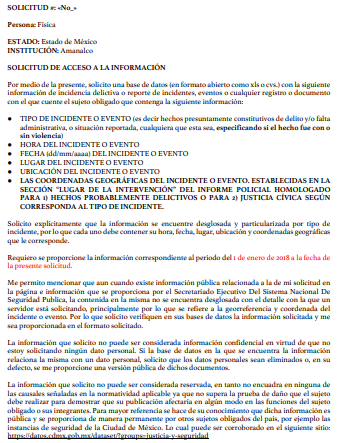 SOLICITUD #: «No_»
Persona: Física
ESTADO: Estado de México
INSTITUCIÓN: Amanalco
SOLICITUD DE ACCESO A LA INFORMACIÓN
Por medio de la presente, solicito una base de datos (en formato abierto como xls o cvs.) con la siguiente
información de incidencia delictiva o reporte de incidentes, eventos o cualquier registro o documento
con el que cuente el sujeto obligado que contenga la siguiente información:
● TIPO DE INCIDENTE O EVENTO (es decir hechos presuntamente constitutivos de delito y/o falta
administrativa, o situación reportada, cualquiera que esta sea, especificando si el hecho fue con o
sin violencia)
● HORA DEL INCIDENTE O EVENTO
● FECHA (dd/mm/aaaa) DEL INCIDENTE O EVENTO
● LUGAR DEL INCIDENTE O EVENTO
● UBICACIÓN DEL INCIDENTE O EVENTO
● LAS COORDENADAS GEOGRÁFICAS DEL INCIDENTE O EVENTO. ESTABLECIDAS EN LA
SECCIÓN "LUGAR DE LA INTERVENCIÓN" DEL INFORME POLICIAL HOMOLOGADO
PARA 1) HECHOS PROBABLEMENTE DELICTIVOS O PARA 2) JUSTICIA CÍVICA SEGÚN
CORRESPONDA AL TIPO DE INCIDENTE.
Solicito explícitamente que la información se encuentre desglosada y particularizada por tipo de
incidente, por lo que cada uno debe contener su hora, fecha, lugar, ubicación y coordenadas geográficas
que le corresponde.
Requiero se proporcione la información correspondiente al periodo del 1 de enero de 2018 a la fecha de
la presente solicitud.
Me permito mencionar que aun cuando existe información pública relacionada a la de mi solicitud en
la página e información que se proporciona por el Secretariado Ejecutivo Del Sistema Nacional De
Seguridad Publica, la contenida en la misma no se encuentra desglosada con el detalle con la que un
servidor está solicitando, principalmente por lo que se refiere a la georreferencia y coordenada del
incidente o evento. Por lo que solicito verifiquen en sus bases de datos la información solicitada y me
sea proporcionada en el formato solicitado.
La información que solicito no puede ser considerada información confidencial en virtud de que no
estoy solicitando ningún dato personal. Si la base de datos en la que se encuentra la información
relaciona la misma con un dato personal, solicito que los datos personales sean eliminados o, en su
defecto, se me proporcione una versión pública de dichos documentos.
La información que solicito no puede ser considerada reservada, en tanto no encuadra en ninguna de
las causales señaladas en la normatividad aplicable ya que no supera la prueba de daño que el sujeto
debe realizar para demostrar que su publicación afectaría en algún modo en las funciones del sujeto
obligado o sus integrantes. Para mayor referencia se hace de su conocimiento que dicha información es
pública y se proporciona de manera permanente por otros sujetos obligados del país, por ejemplo las
instancias de seguridad de la Ciudad de México. Lo cual puede ser corroborado en el siguiente sitio:
https://datos.cdmx.gob.mx/dataset?groups=justicia-y-seguridad